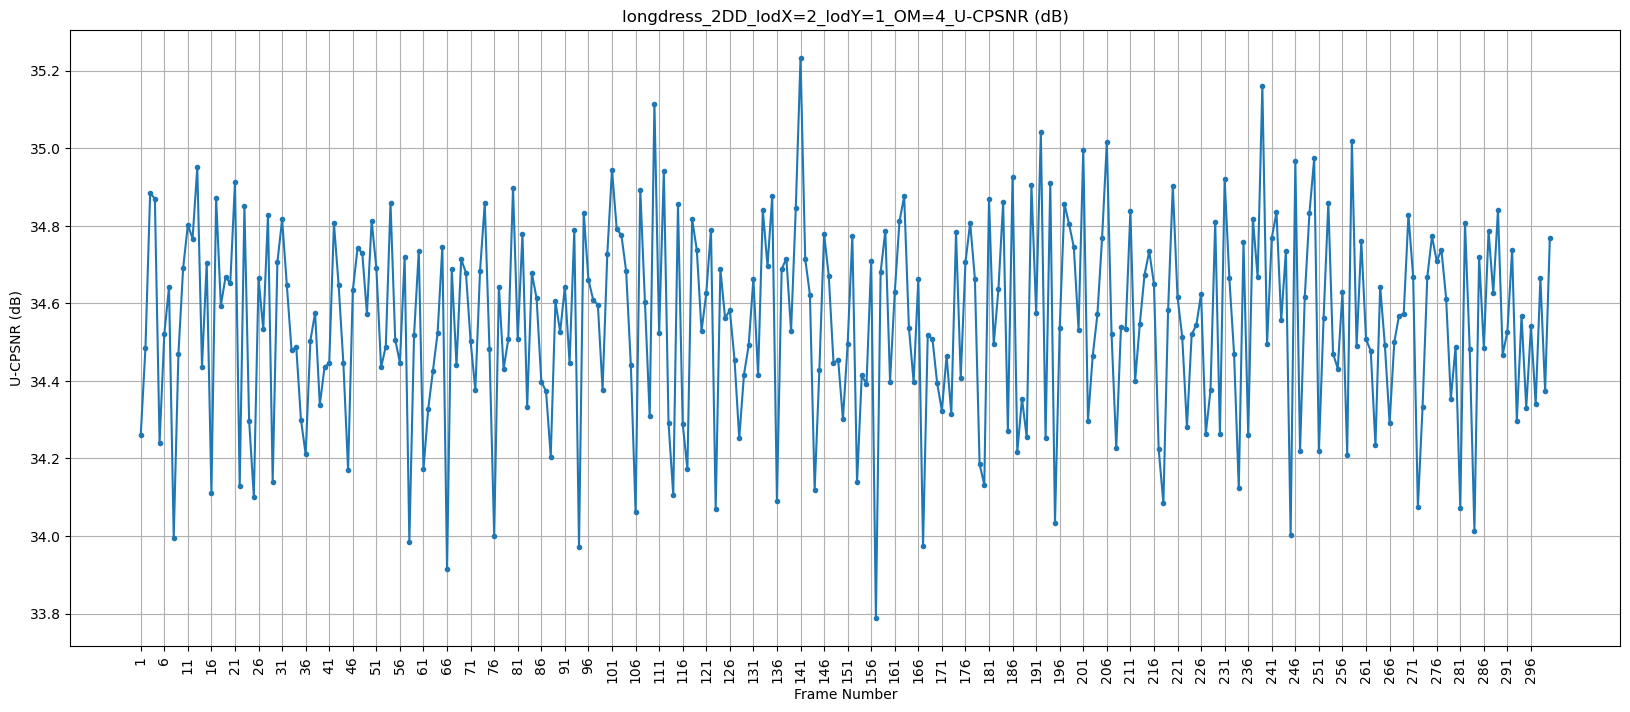 longdress_2DD_lodX=2_lodY=1_OM=4_U-CPSNR (dB)
35.2
35.0
34.8
34.6
34.4
34.2
34.0
33.8
U-CPSNR (dB)
1 6 11 16 21 26 31 36 41 46 51 56 61 66 71 76 81 86 91 96 101 106 111 116 121 126 131 136 141 146 151 156 161 166 171 176 181 186 191 196 201 206 211 216 221 226 231 236 241 246 251 256 261 266 271 276 281 286 291 296
Frame Number